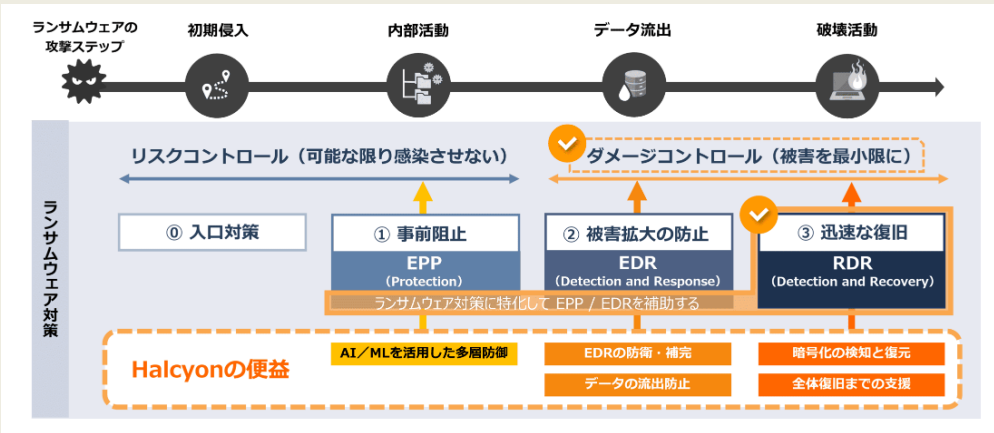 ランサムウェアの
攻撃ステップ
初期侵入
内部活動
データ流出
破壊活動
ランサムウェア対策
リスクコントロール（可能な限り感染させない）
ダメージコントロール（被害を最小限に）
⓪ 入口対策
① 事前阻止
EPP
（Protection）
② 被害拡大の防止
EDR
（Detection and Response）
③ 迅速な復旧
RDR
（Detection and Recovery）
ランサムウェア対策に特化して EPP / EDRを補助する
Halcyonの便益
AI／MLを活用した多層防御
EDRの防衛・補完
データの流出防止
暗号化の検知と復元
全体復旧までの支援